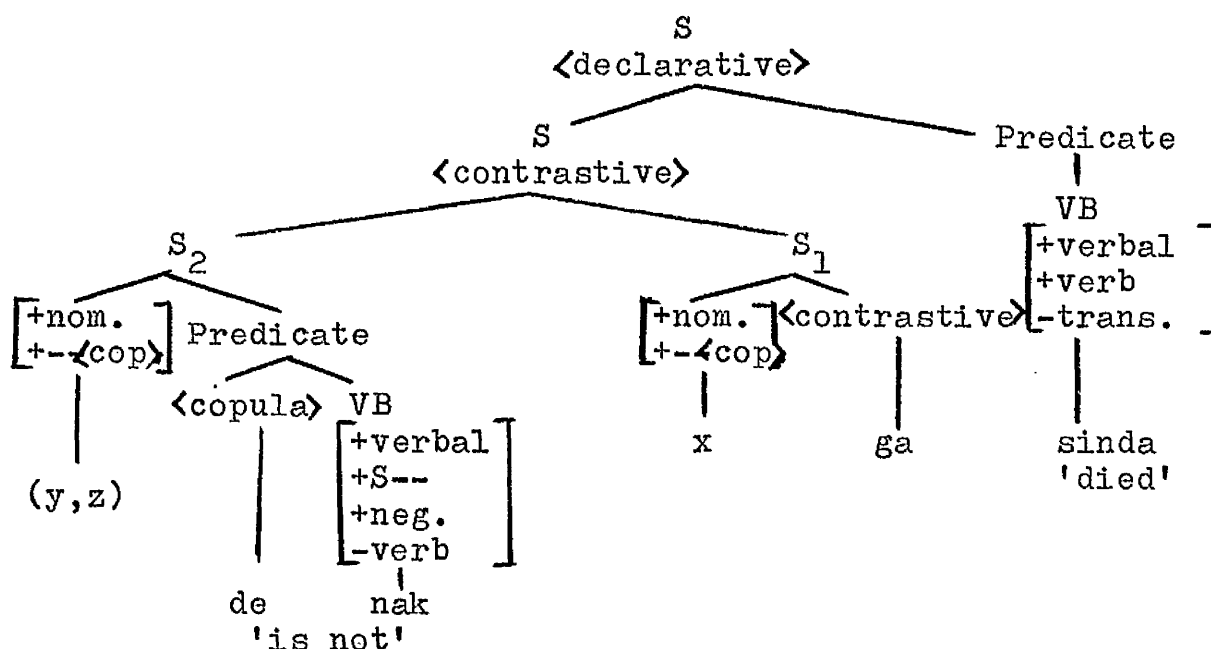 S
<declarative>
S Predicate
<contrastive>
VB
S2 S1 +verbal
+verb
+nom. Predicate +nom. <contrastive> -trans.
+--<cop> +--<cop>
<copula> VB
+verbal x ga sinda
+S-- 'died'
(y,z) +neg.
-verb
de nak
'is not'